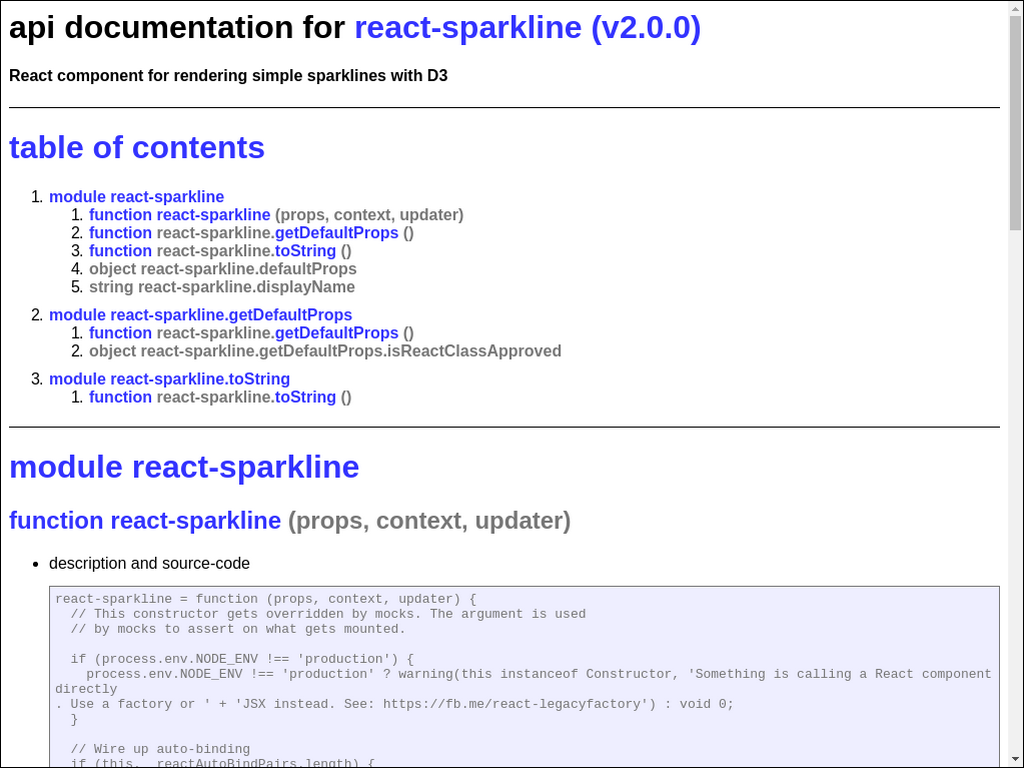 api documentation for react-sparkline (v2.0.0)
React component for rendering simple sparklines with D3
table of contents
1. module react-sparkline
1. function react-sparkline (props, context, updater)
2. function react-sparkline.getDefaultProps ()
3. function react-sparkline.toString ()
4. object react-sparkline.defaultProps
5. string react-sparkline.displayName
2. module react-sparkline.getDefaultProps
1. function react-sparkline.getDefaultProps ()
2. object react-sparkline.getDefaultProps.isReactClassApproved
3. module react-sparkline.toString
1. function react-sparkline.toString ()
module react-sparkline
function react-sparkline (props, context, updater)
• description and source-code
react-sparkline = function (props, context, updater) {
  // This constructor gets overridden by mocks. The argument is used
  // by mocks to assert on what gets mounted.
  if (process.env.NODE_ENV !== 'production') {
    process.env.NODE_ENV !== 'production' ? warning(this instanceof Constructor, 'Something is calling a React component
directly
. Use a factory or ' + 'JSX instead. See: https://fb.me/react-legacyfactory') : void 0;
  }
  // Wire up auto-binding
  if (this.__reactAutoBindPairs.length) {